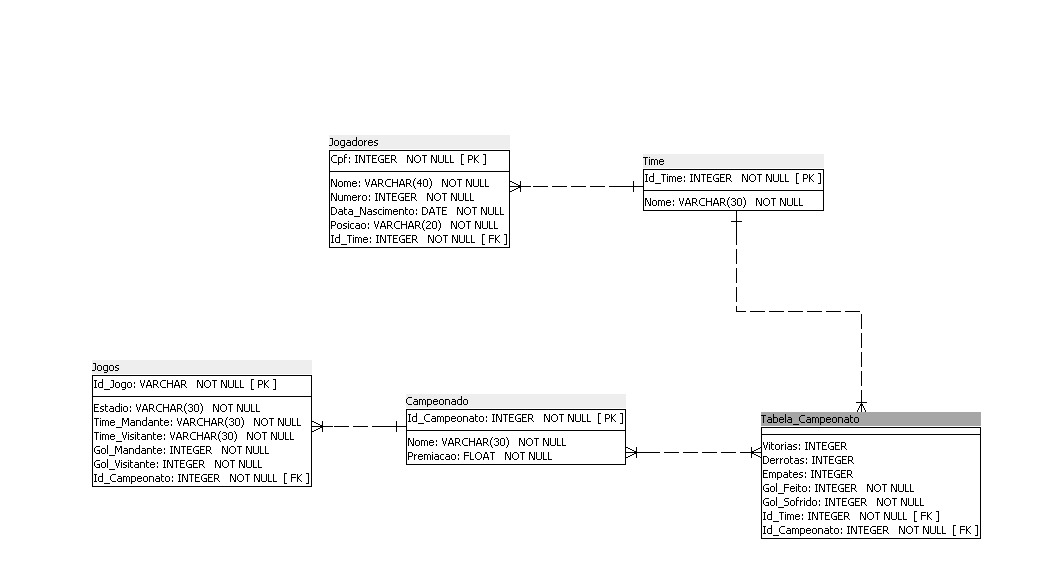 Jogadores
Cpf: INTEGER NOT NULL [ PK ]
Nome: VARCHAR(40) NOT NULL
Numero: INTEGER NOT NULL
Data_Nascimento: DATE NOT NULL
Posicao: VARCHAR(20) NOT NULL
Id_Time: INTEGER NOT NULL [ FK ]
Time
Id_Time: INTEGER NOT NULL [ PK ]
Nome: VARCHAR(30) NOT NULL
Jogos
Id_Jogo: VARCHAR NOT NULL [ PK ]
Estadio: VARCHAR(30) NOT NULL
Time_Mandante: VARCHAR(30) NOT NULL
Time_Visitante: VARCHAR(30) NOT NULL
Gol_Mandante: INTEGER NOT NULL
Gol_Visitante: INTEGER NOT NULL
Id_Campeonato: INTEGER NOT NULL [ FK ]
Campeonado
Id_Campeonato: INTEGER NOT NULL [ PK ]
Nome: VARCHAR(30) NOT NULL
Premiacao: FLOAT NOT NULL
Tabela_Campeonato
Vitorias: INTEGER
Derrotas: INTEGER
Empates: INTEGER
Gol_Feito: INTEGER NOT NULL
Gol_Sofrido: INTEGER NOT NULL
Id_Time: INTEGER NOT NULL [ FK ]
Id_Campeonato: INTEGER NOT NULL [ FK ]